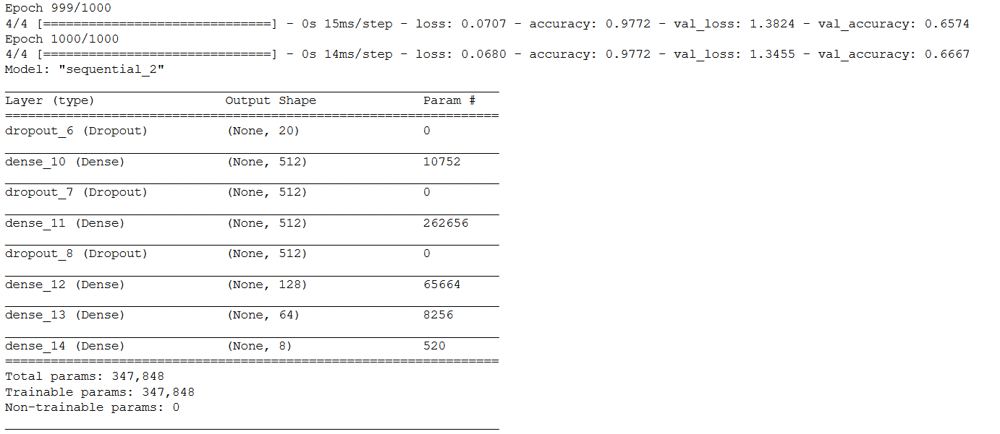 Epoch 999/1000
4/4 [==============================] - 0s 15ms/step - loss: 0.0707 - accuracy: 0.9772 - val_loss: 1.3824 - val_accuracy: 0.6574
Epoch 1000/1000
4/4 [==============================] - 0s 14ms/step - loss: 0.0680 - accuracy: 0.9772 - val_loss: 1.3455 - val_accuracy: 0.6667
Model: "sequential_2"
_________________________________________________________________
Layer (type)                 Output Shape              Param #
=================================================================
dropout_6 (Dropout)          (None, 20)                0
_________________________________________________________________
dense_10 (Dense)             (None, 512)               10752
_________________________________________________________________
dropout_7 (Dropout)          (None, 512)               0
_________________________________________________________________
dense_11 (Dense)             (None, 512)               262656
_________________________________________________________________
dropout_8 (Dropout)          (None, 512)               0
_________________________________________________________________
dense_12 (Dense)             (None, 128)               65664
_________________________________________________________________
dense_13 (Dense)             (None, 64)                8256
_________________________________________________________________
dense_14 (Dense)             (None, 8)                 520
=================================================================
Total params: 347,848
Trainable params: 347,848
Non-trainable params: 0
_________________________________________________________________